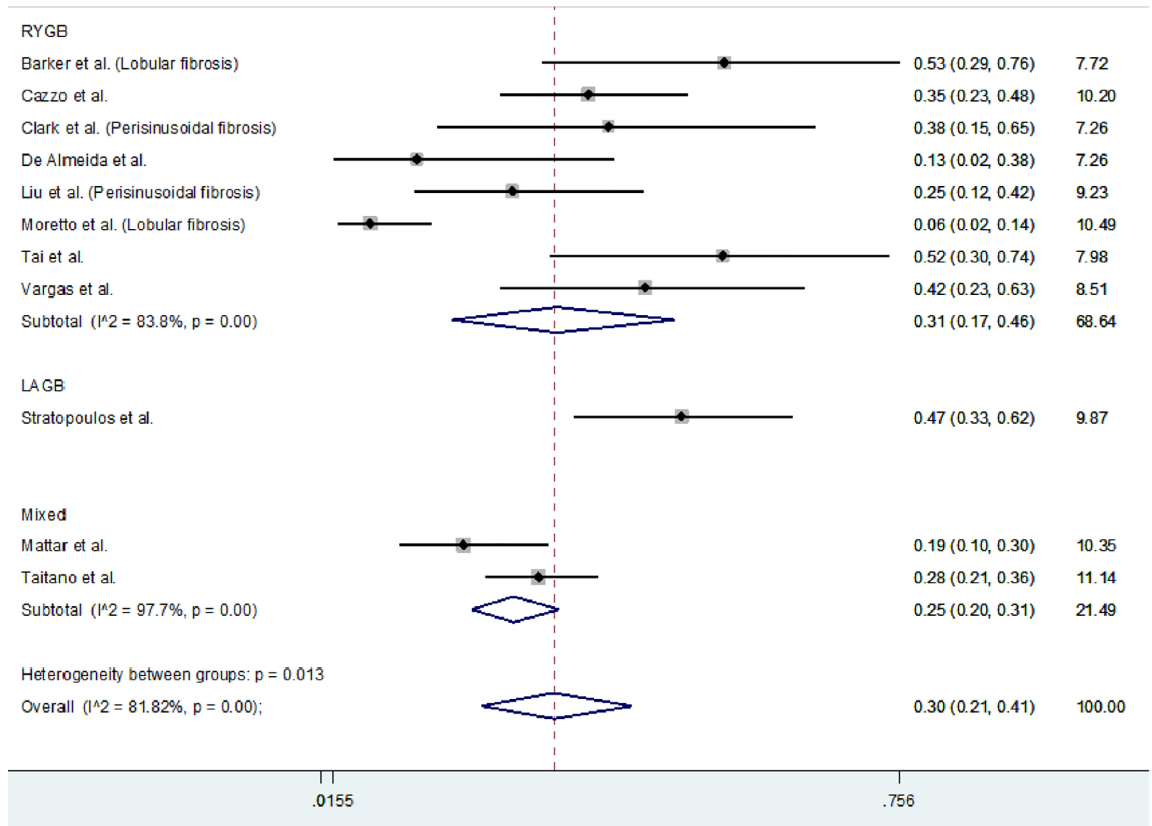 RYGB
Barker et al. (Lobular fibrosis) 0.53 (0.29, 0.76) 7.72
Cazzo et al. 0.35 (0.23, 0.48) 10.20
Clark et al. (Perisinusoidal fibrosis) 0.38 (0.15, 0.65) 7.26
De Almeida et al. 0.13 (0.02, 0.38) 7.26
Liu et al. (Perisinusoidal fibrosis) 0.25 (0.12, 0.42) 9.23
Moretto et al. (Lobular fibrosis) 0.06 (0.02, 0.14) 10.49
Tai et al. 0.52 (0.30, 0.74) 7.98
Vargas et al. 0.42 (0.23, 0.63) 8.51
Subtotal (I^2 = 83.8%, p = 0.00) 0.31 (0.17, 0.46) 68.64
LAGB
Stratopoulos et al. 0.47 (0.33, 0.62) 9.87
Mixed
Mattar et al. 0.19 (0.10, 0.30) 10.35
Taitano et al. 0.28 (0.21, 0.36) 11.14
Subtotal (I^2 = 97.7%, p = 0.00) 0.25 (0.20, 0.31) 21.49
Heterogeneity between groups: p = 0.013
Overall (I^2 = 81.82%, p = 0.00); 0.30 (0.21, 0.41) 100.00
.0155 .756